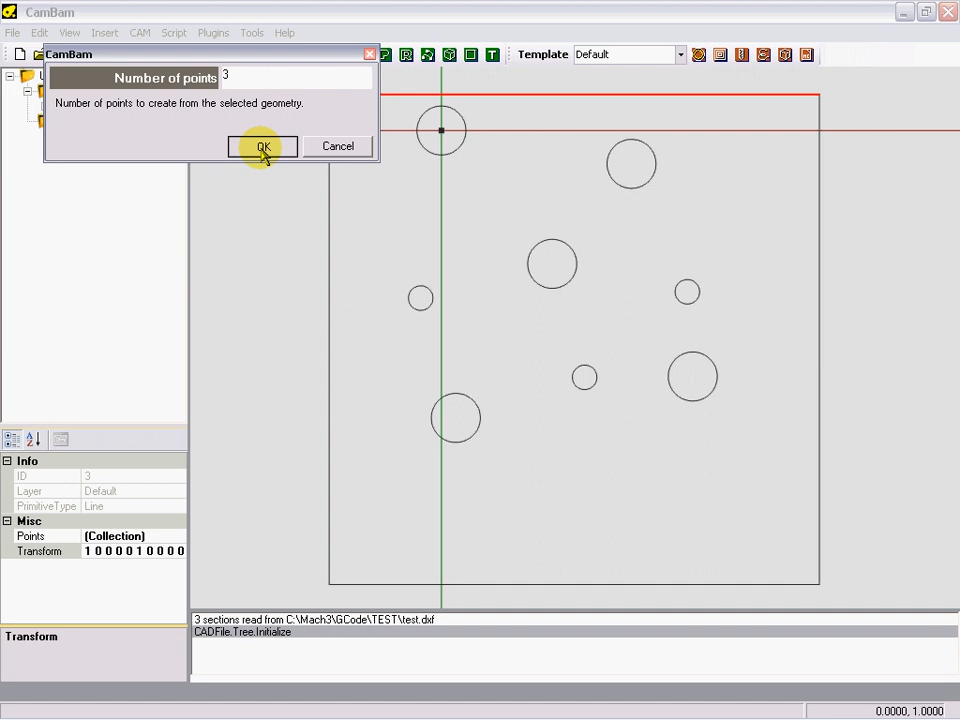 CamBam
File Edit View Insert CAM Script Plugins Tools Help
CamBam
P R T Template Default
Number of points 3
Number of points to create from the selected geometry.
OK Cancel
Info
ID 3
Layer Default
PrimitiveType Line
Misc
Points (Collection)
Transform 1 0 0 0 0 1 0 0 0 0
Transform
3 sections read from C:\Mach3\GCode\TEST\test.dxf
CADFile.Tree.Initialize
0.0000, 1.0000